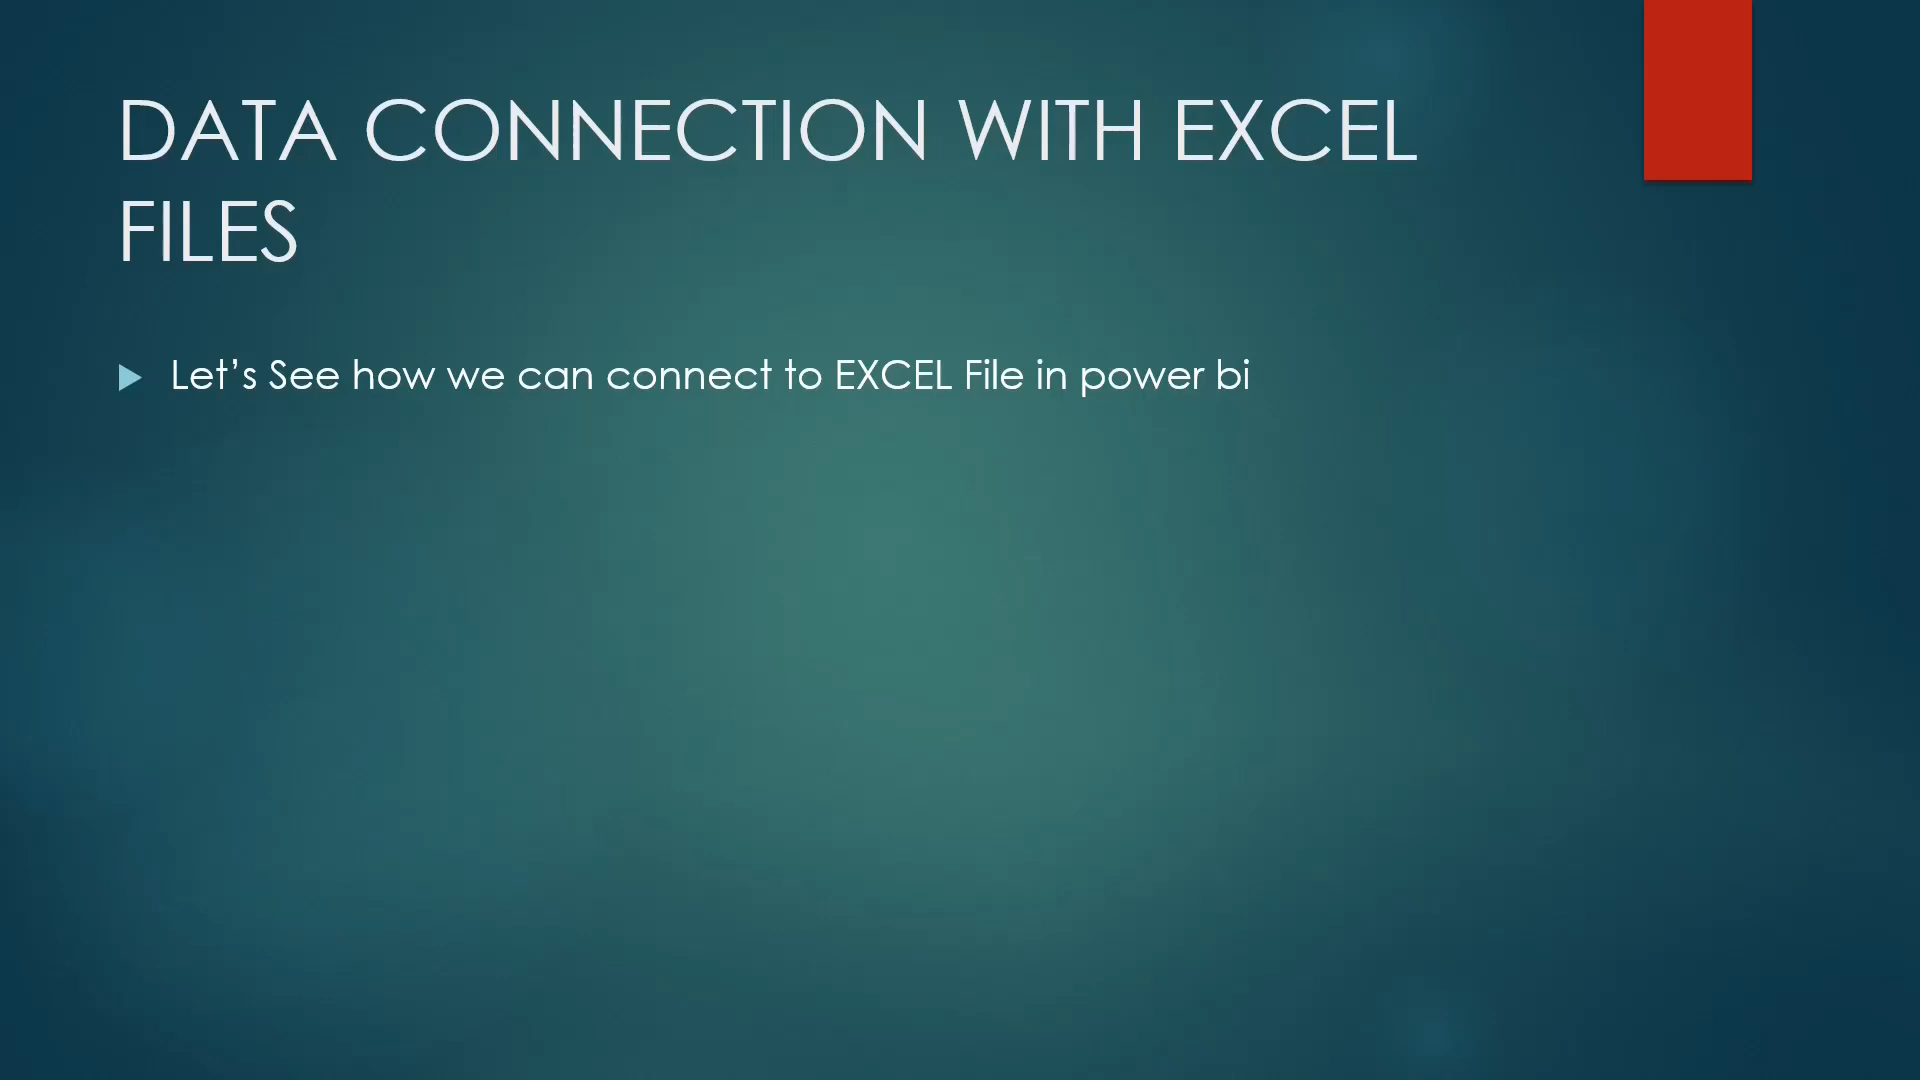 DATA CONNECTION WITH EXCEL
FILES
Let’s See how we can connect to EXCEL File in power bi